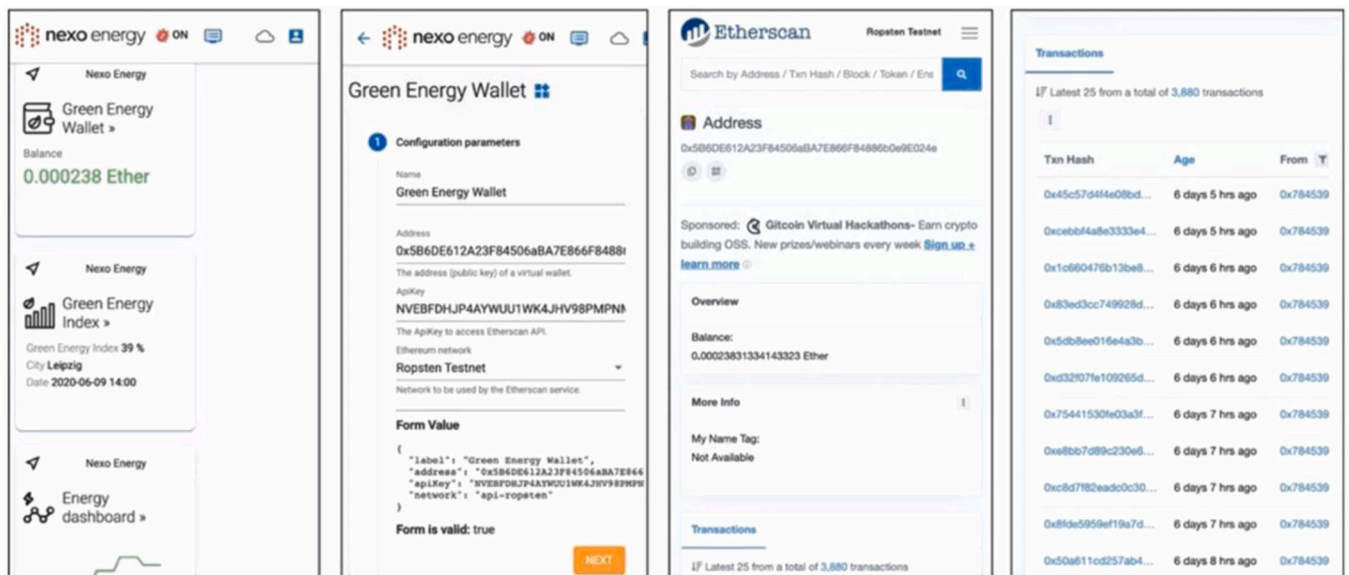 nexo energy ON
Nexo Energy
Green Energy
Wallet »
Balance
0.000238 Ether
Nexo Energy
Green Energy
Index »
Green Energy Index 39 %
City Leipzig
Date 2020-06-09 14:00
Nexo Energy
Energy
dashboard »
nexo energy ON
Green Energy Wallet
1 Configuration parameters
Name
Green Energy Wallet
Address
0x5B6DE612A23F84506aBA7E866F8488
The address (public key) of a virtual wallet.
ApiKey
NVEBFDHJP4AYWUU1WK4JHV98PMPNM
The ApiKey to access Etherscan API.
Ethereum network
Ropsten Testnet
Network to be used by the Etherscan service.
Form Value
{
"label": "Green Energy Wallet",
"address": "0x5B6DE612A23F84506aBA7E866
"apiKey": "NVEBFDHJP4AYWUU1WK4JHV98PMPN
"network": "api-ropsten"
}
Form is valid: true
NEXT
Etherscan
Ropsten Testnet
Search by Address / Txn Hash / Block / Token / Ens
Address
0x5B6DE612A23F84506aBA7E866F84886b0e9E024e
Sponsored: Gitcoin Virtual Hackathons- Earn crypto
building OSS. New prizes/webinars every week Sign up +
learn more
Overview
Balance:
0.00023831334143323 Ether
More Info
My Name Tag:
Not Available
Transactions
Latest 25 from a total of 3,880 transactions
Transactions
Latest 25 from a total of 3,880 transactions
Txn Hash Age From
0x45c57d4f4e08bd... 6 days 5 hrs ago 0x784539
0xcebbf4a8e3333e4... 6 days 5 hrs ago 0x784539
0x1c660476b13be8... 6 days 6 hrs ago 0x784539
0x83ed3cc749928d... 6 days 6 hrs ago 0x784539
0x5db8ee016e4a3b... 6 days 6 hrs ago 0x784539
0xd32f07fe109265d... 6 days 6 hrs ago 0x784539
0x75441530fe03a3f... 6 days 7 hrs ago 0x784539
0xe8bb7d89c230e6... 6 days 7 hrs ago 0x784539
0xc8d7f82eadc0c30... 6 days 7 hrs ago 0x784539
0x8fde5959ef19a7d... 6 days 7 hrs ago 0x784539
0x50a611cd257ab4... 6 days 8 hrs ago 0x784539